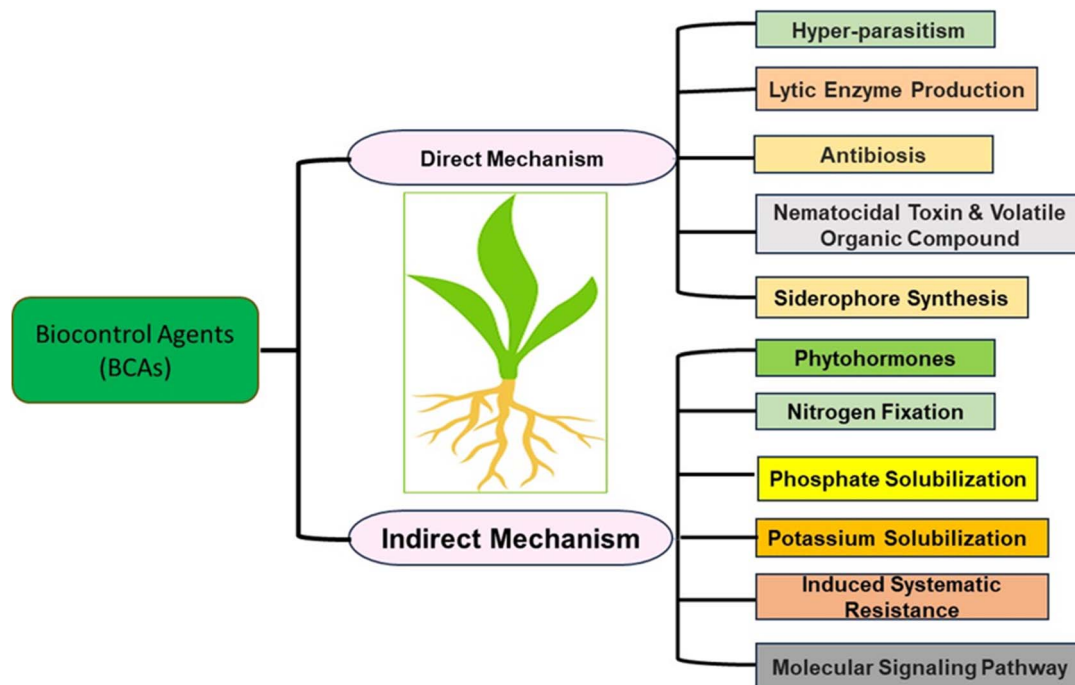 Biocontrol Agents
(BCAs)
Direct Mechanism
Hyper-parasitism
Lytic Enzyme Production
Antibiosis
Nematocidal Toxin & Volatile
Organic Compound
Siderophore Synthesis
Indirect Mechanism
Phytohormones
Nitrogen Fixation
Phosphate Solubilization
Potassium Solubilization
Induced Systematic
Resistance
Molecular Signaling Pathway